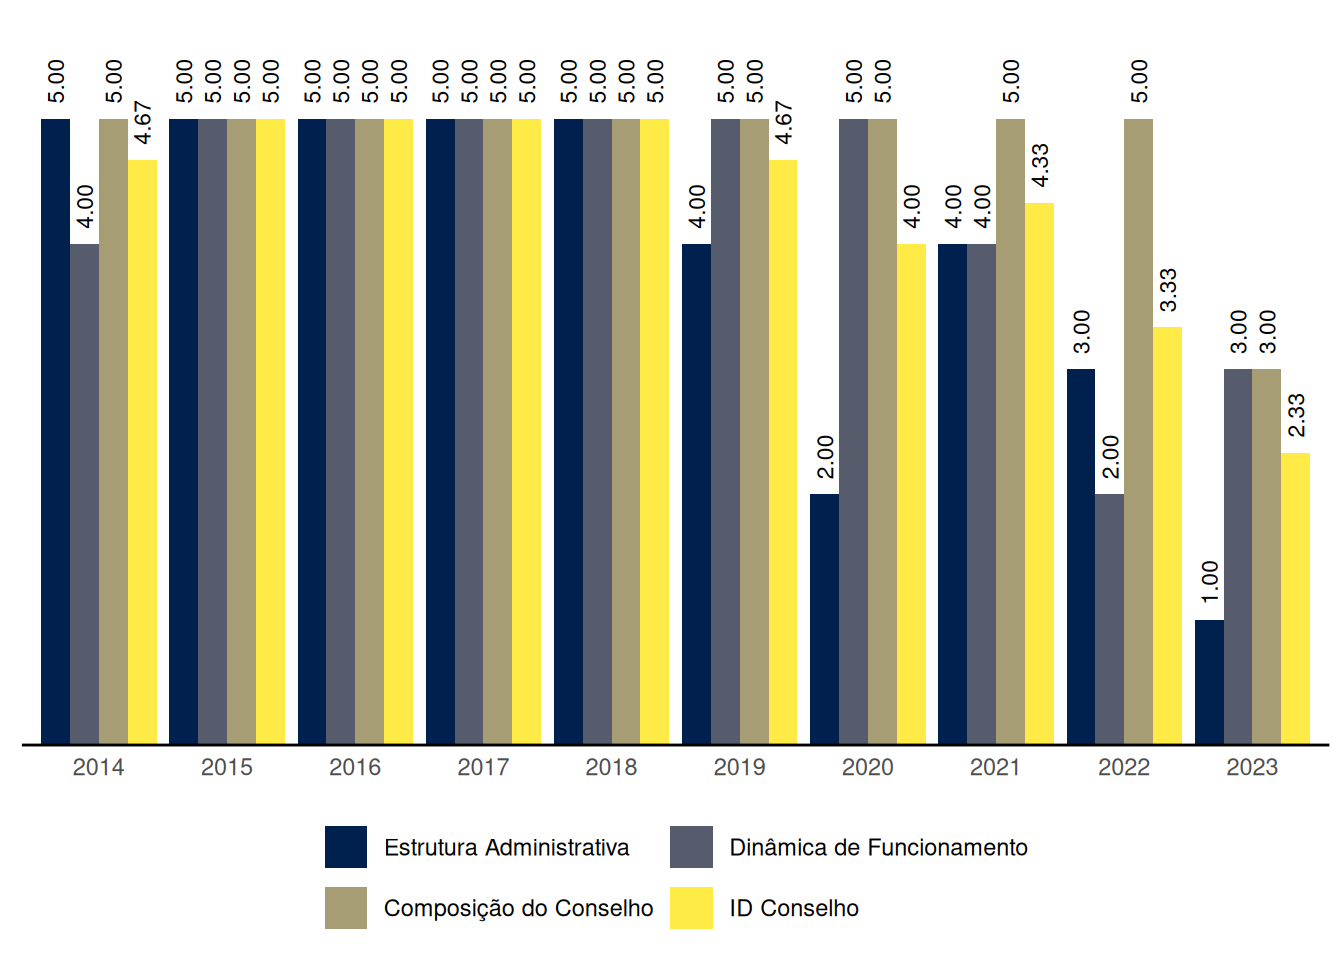 5.00 4.00 5.00 4.67 5.00 5.00 5.00 5.00 5.00 5.00 5.00 5.00 5.00 5.00 5.00 5.00 5.00 5.00 5.00 5.00 4.00 5.00 5.00 4.67 2.00 5.00 5.00 4.00 4.00 4.00 5.00 4.33 3.00 2.00 5.00 3.33 1.00 3.00 3.00 2.33
2014 2015 2016 2017 2018 2019 2020 2021 2022 2023
Estrutura Administrativa Dinâmica de Funcionamento
Composição do Conselho ID Conselho